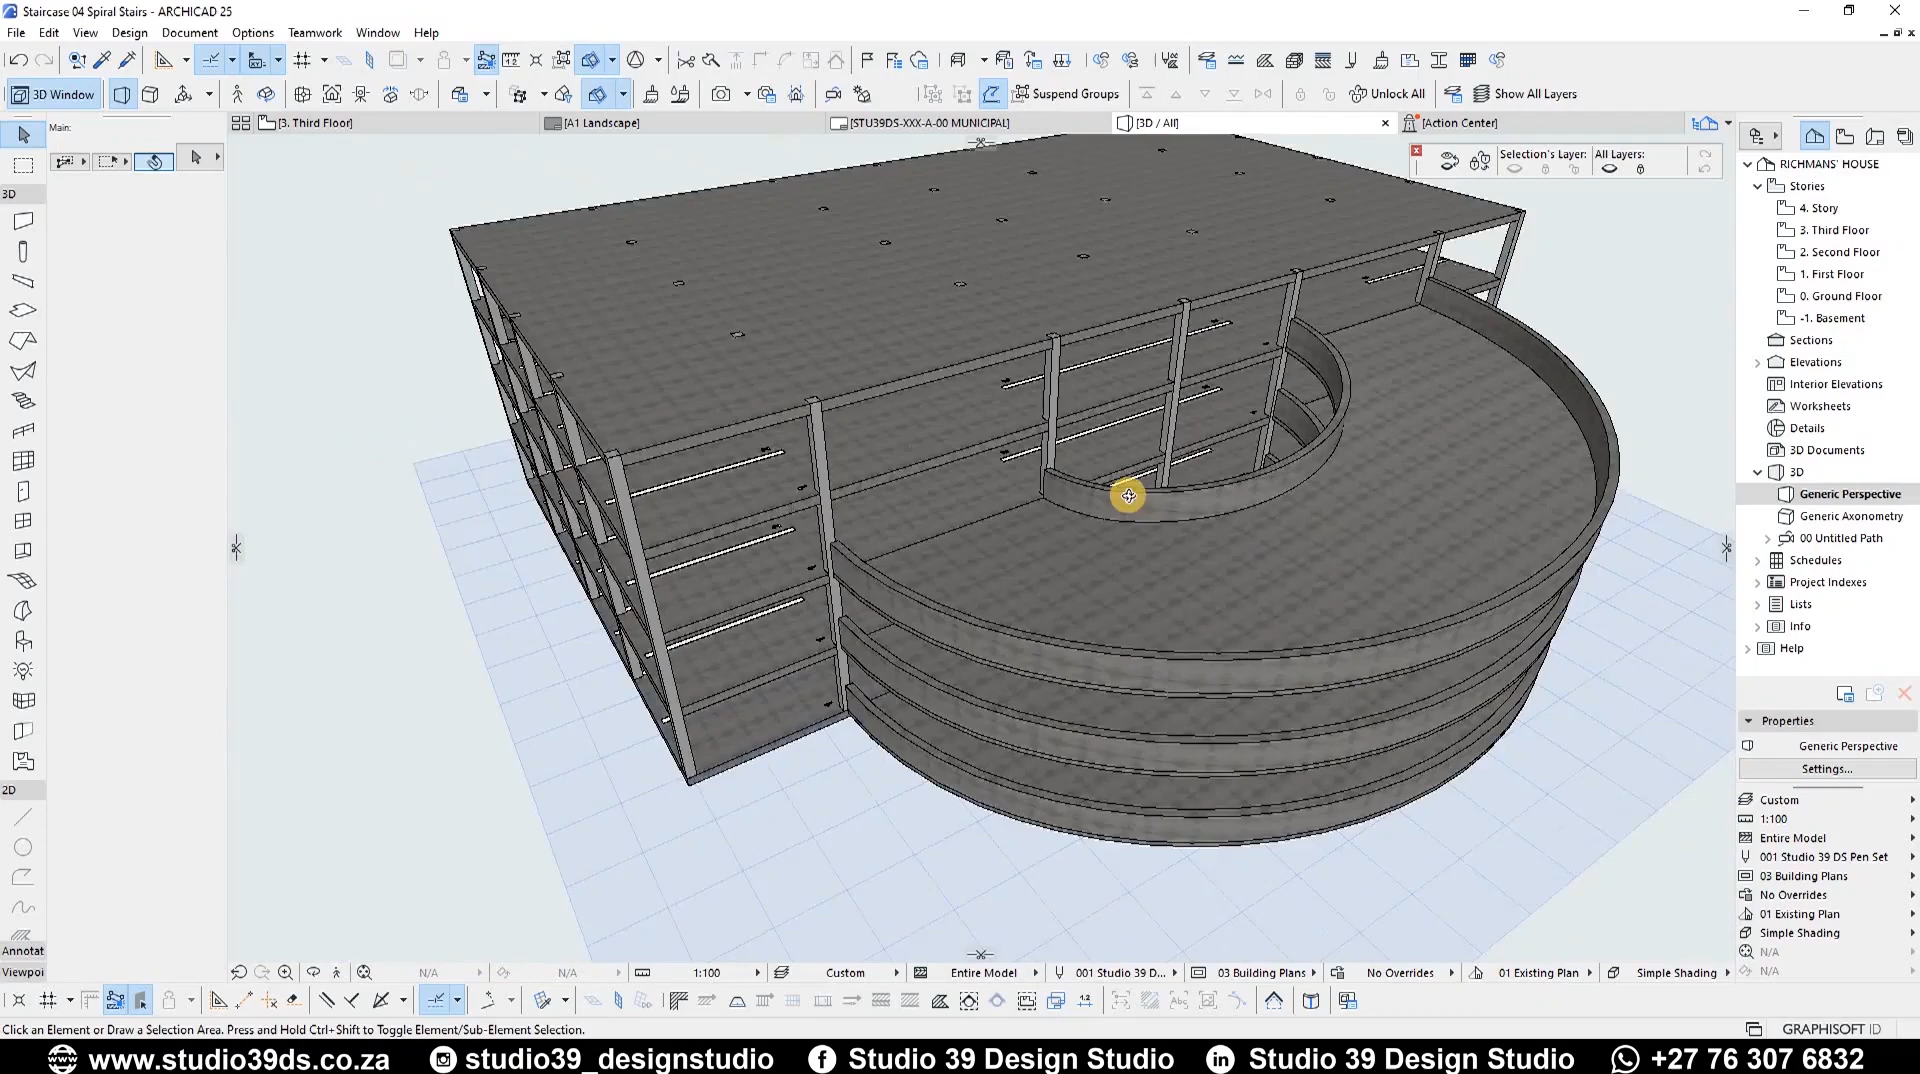 Staircase 04 Spiral Stairs - ARCHICAD 25
File Edit View Design Document Options Teamwork Window Help
3D Window
Suspend Groups
Unlock All
Show All Layers
Main:
[3. Third Floor]
[A1 Landscape]
[STU39DS-XXX-A-00 MUNICIPAL]
[3D / All]
[Action Center]
Selection's Layer:
All Layers:
3D
2D
Annotat
Viewpoi
RICHMANS' HOUSE
Stories
4. Story
3. Third Floor
2. Second Floor
1. First Floor
0. Ground Floor
-1. Basement
Sections
Elevations
Interior Elevations
Worksheets
Details
3D Documents
3D
Generic Perspective
Generic Axonometry
00 Untitled Path
Schedules
Project Indexes
Lists
Info
Help
Properties
Generic Perspective
Settings...
Custom
1:100
Entire Model
001 Studio 39 DS Pen Set
03 Building Plans
No Overrides
01 Existing Plan
Simple Shading
N/A
N/A
N/A N/A 1:100 Custom Entire Model 001 Studio 39 D... 03 Building Plans No Overrides 01 Existing Plan Simple Shading
Click an Element or Draw a Selection Area. Press and Hold Ctrl+Shift to Toggle Element/Sub-Element Selection.
GRAPHISOFT ID
www.studio39ds.co.za studio39_designstudio Studio 39 Design Studio Studio 39 Design Studio +27 76 307 6832